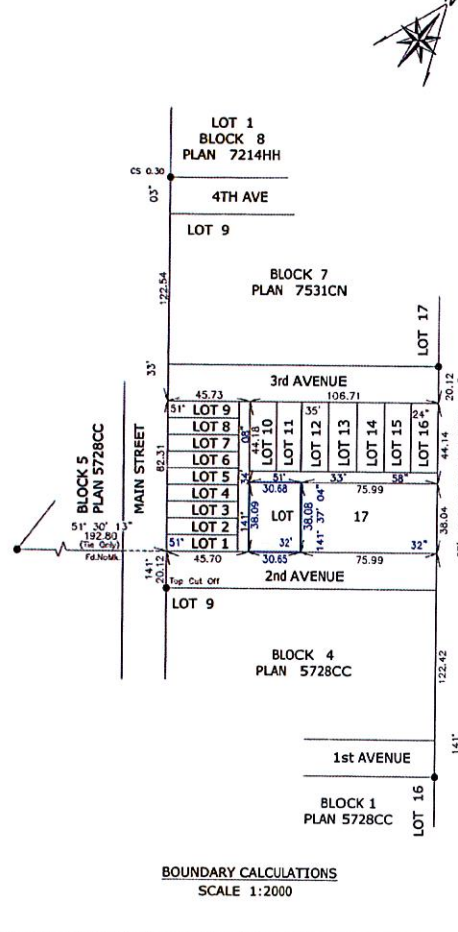 LOT 1
BLOCK 8
PLAN 7214HH
CS 0.30
03"
4TH AVE
LOT 9
BLOCK 7
PLAN 7531CN
122.54
LOT 17
33'
3rd AVENUE
20.12
45.73
106.71
51'
LOT 9
35'
24"
LOT 8
LOT 7
LOT 6
LOT 5
LOT 4
LOT 3
LOT 2
51' LOT 1
08"
44.18
LOT 10
LOT 11
LOT 12
LOT 13
LOT 14
LOT 15
LOT 16
44.14
82.31
MAIN STREET
BLOCK 5
PLAN 5728CC
34'
51'
33'
58"
30.68
75.99
141°
38.09
LOT
38.08
141° 37' 04"
17
38.04
51° 30' 13"
192.80
(Tie Only)
Fd.NoMk.
32'
32"
45.70
30.65
75.99
141°
20.12
2nd AVENUE
Top Cut Off
LOT 9
BLOCK 4
PLAN 5728CC
122.42
141°
1st AVENUE
BLOCK 1
PLAN 5728CC
LOT 16
BOUNDARY CALCULATIONS
SCALE 1:2000